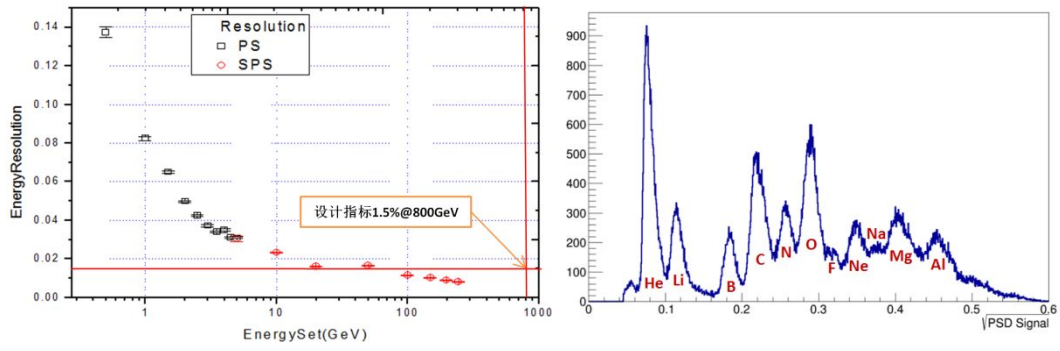 Resolution
PS
SPS
EnergyResolution
0.14
0.12
0.10
0.08
0.06
0.04
0.02
0.00
设计指标1.5%@800GeV
1
10
100
1000
EnergySet(GeV)
900
800
700
600
500
400
300
200
100
0
He
Li
B
C
N
O
F
Ne
Na
Mg
Al
0
0.1
0.2
0.3
0.4
0.5
0.6
√PSD Signal